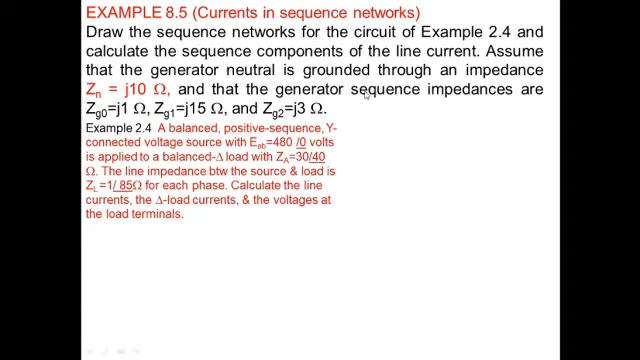 EXAMPLE 8.5 (Currents in sequence networks)
Draw the sequence networks for the circuit of Example 2.4 and
calculate the sequence components of the line current. Assume
that the generator neutral is grounded through an impedance
Zn = j10 Ω, and that the generator sequence impedances are
Zg0=j1 Ω, Zg1=j15 Ω, and Zg2=j3 Ω.
Example 2.4 A balanced, positive-sequence, Y-
connected voltage source with Eab=480 /0 volts
is applied to a balanced-Δ load with ZA=30/40
Ω. The line impedance btw the source & load is
ZL=1/ 85Ω for each phase. Calculate the line
currents, the Δ-load currents, & the voltages at
the load terminals.